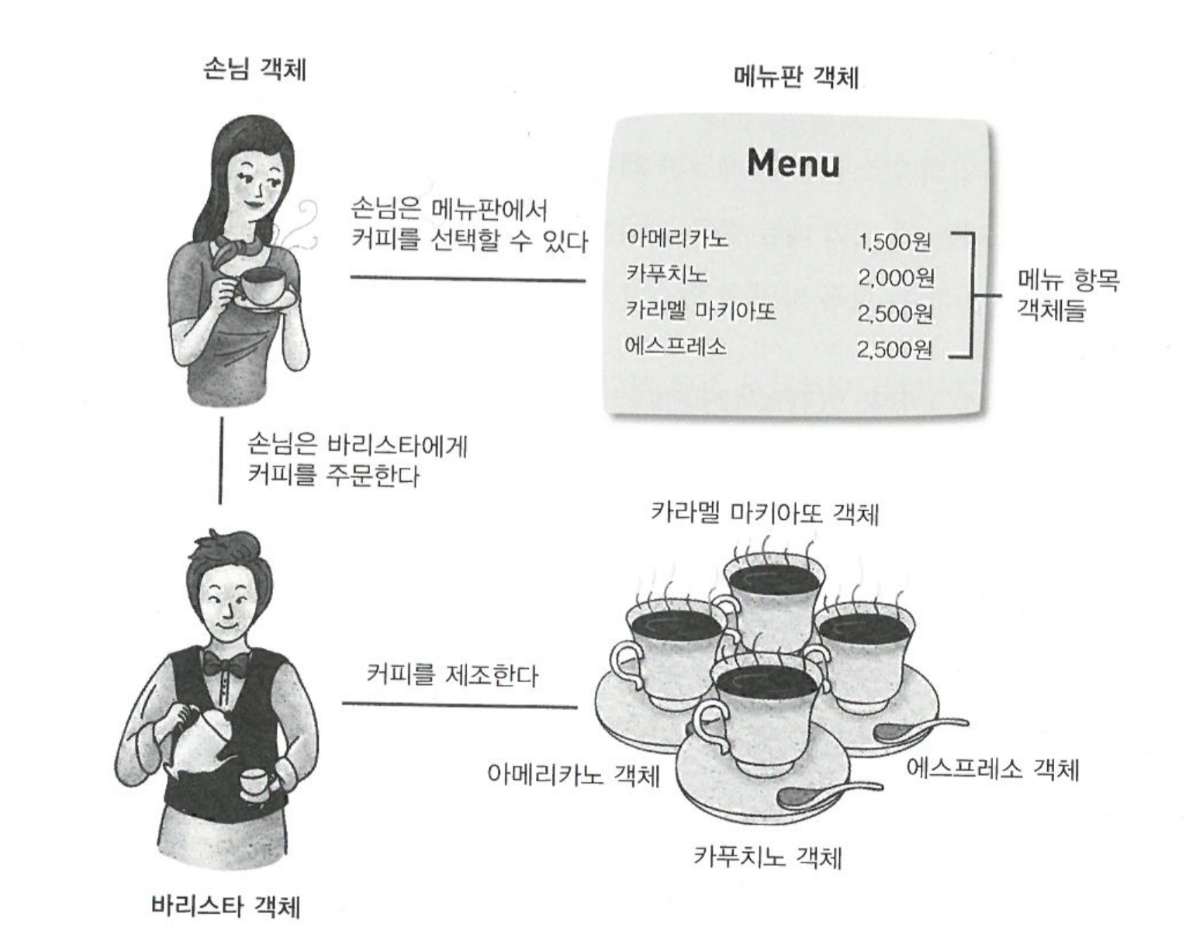 손님 객체
메뉴판 객체
Menu
손님은 메뉴판에서
커피를 선택할 수 있다
아메리카노 1,500원
카푸치노 2,000원
카라멜 마키아또 2,500원
에스프레소 2,500원
메뉴 항목
객체들
손님은 바리스타에게
커피를 주문한다
카라멜 마키아또 객체
커피를 제조한다
아메리카노 객체
에스프레소 객체
카푸치노 객체
바리스타 객체